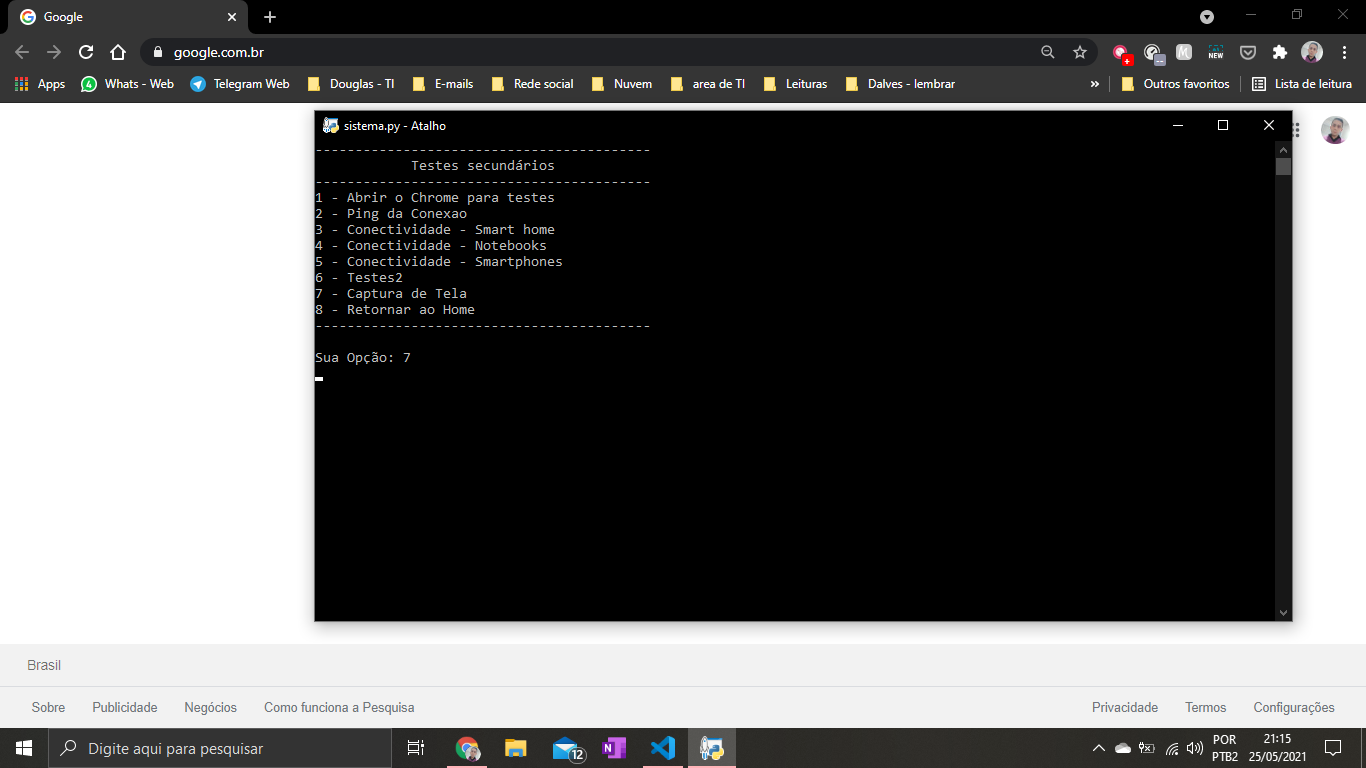 Google
google.com.br
NEW
Apps
4 Whats - Web
Telegram Web
Douglas - TI
E-mails
Rede social
Nuvem
area de TI
Leituras
Dalves - lembrar
»
Outros favoritos
Lista de leitura
sistema.py - Atalho
------------------------------------------
Testes secundários
------------------------------------------
1 - Abrir o Chrome para testes
2 - Ping da Conexao
3 - Conectividade - Smart home
4 - Conectividade - Notebooks
5 - Conectividade - Smartphones
6 - Testes2
7 - Captura de Tela
8 - Retornar ao Home
------------------------------------------
Sua Opção: 7
Brasil
Sobre Publicidade Negócios Como funciona a Pesquisa Privacidade Termos Configurações
Digite aqui para pesquisar
12
N
POR
PTB2
21:15
25/05/2021